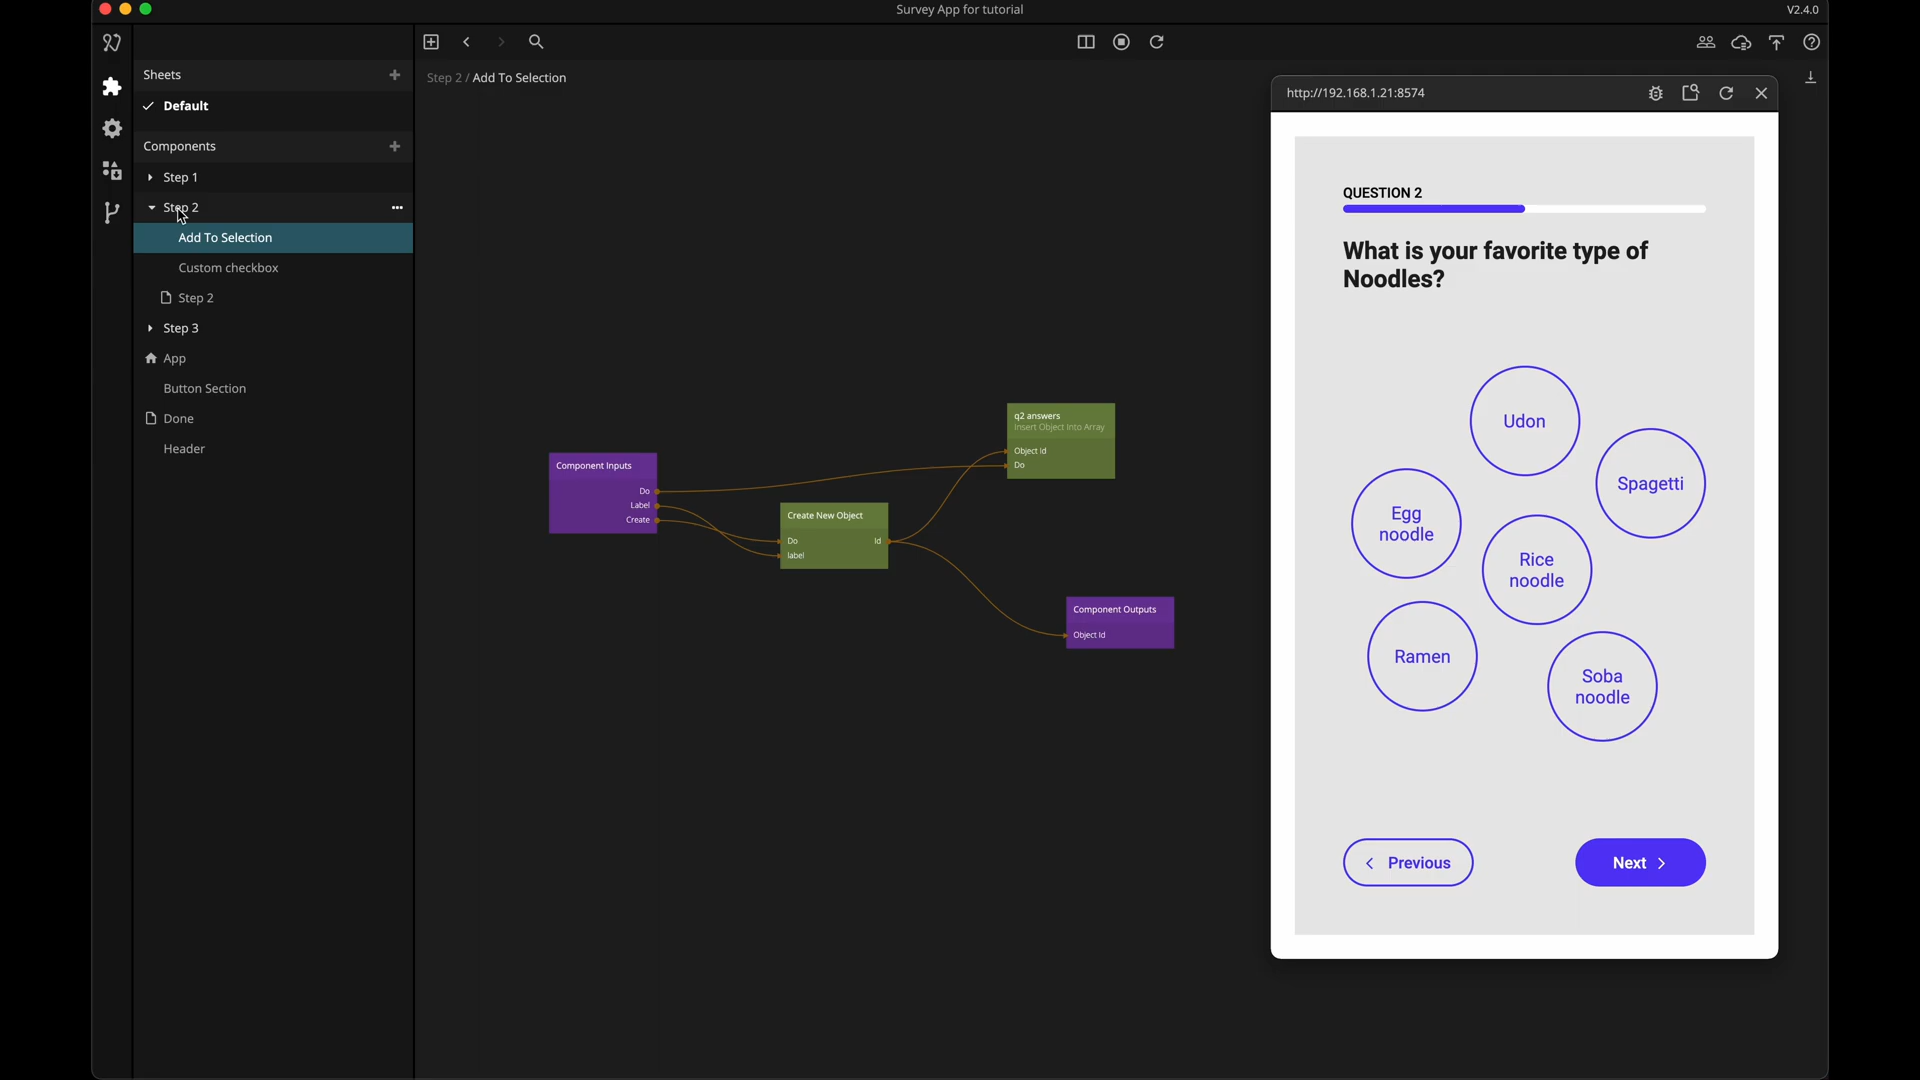 Survey App for tutorial
V2.4.0
Sheets
Default
Components
Step 1
Step 2
Add To Selection
Custom checkbox
Step 2
Step 3
App
Button Section
Done
Header
Step 2 / Add To Selection
Component Inputs
Do
Label
Create
Create New Object
Do Id
label
q2 answers
Insert Object Into Array
Object Id
Do
Component Outputs
Object Id
http://192.168.1.21:8574
QUESTION 2
What is your favorite type of
Noodles?
Udon
Spagetti
Egg
noodle
Rice
noodle
Ramen
Soba
noodle
Previous
Next